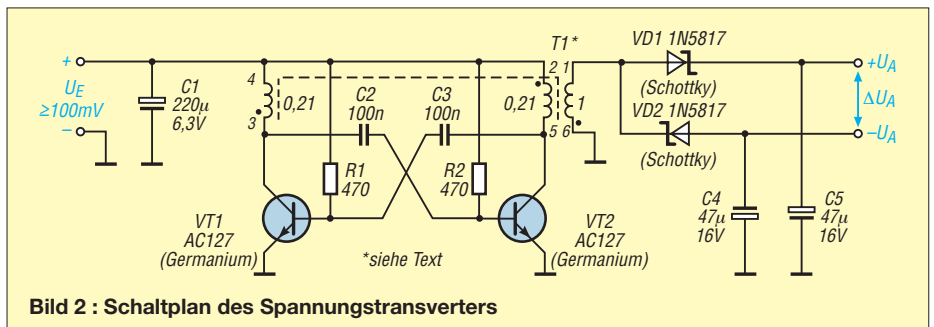 T1*
VD1 1N5817
(Schottky)
+
U_E
≥100mV
–
C1
220µ
6,3V
4
3
0,21
C2
100n
C3
100n
0,21
2 1
5 6
1
VD2 1N5817
(Schottky)
+U_A
ΔU_A
–U_A
R1
470
R2
470
C4
47µ
16V
C5
47µ
16V
VT1
AC127
(Germanium)
*siehe Text
VT2
AC127
(Germanium)
Bild 2 : Schaltplan des Spannungstransverters